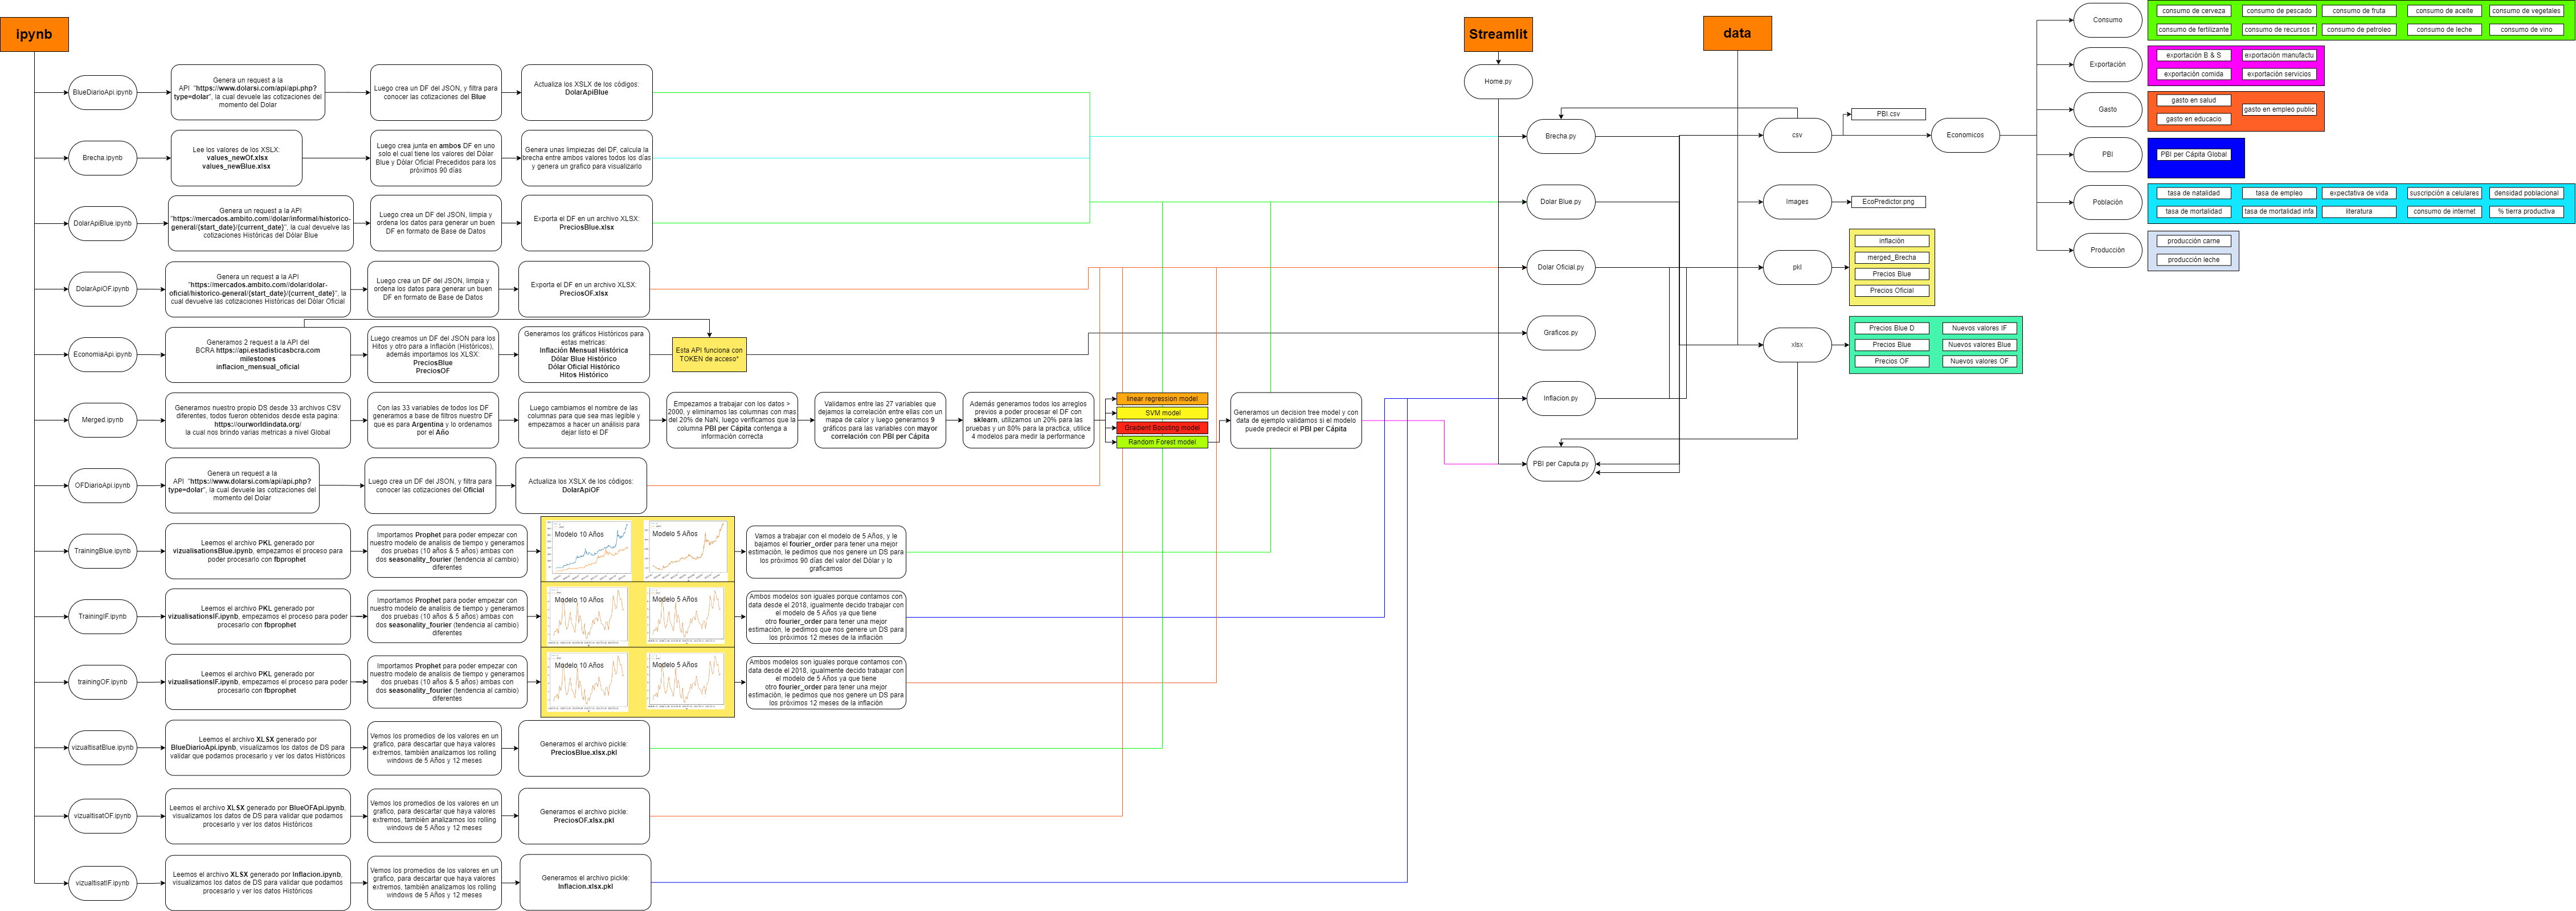 ipynb
BlueDiarioApi.ipynb
Genera un request a la
API "https://www.dolarsi.com/api/api.php?
type=dolar", la cual devuele las cotizaciones del
momento del Dolar
Luego crea un DF del JSON, y filtra para
conocer las cotizaciones del Blue
Actualiza los XSLX de los códigos:
DolarApiBlue
Brecha.ipynb
Lee los valores de los XSLX:
values_newOf.xlsx
values_newBlue.xlsx
Luego crea junta en ambos DF en uno
solo el cual tiene los valores del Dólar
Blue y Dólar Oficial Precedidos para los
próximos 90 días
Genera unas limpiezas del DF, calcula la
brecha entre ambos valores todos los días
y genera un grafico para visualizarlo
DolarApiBlue.ipynb
Genera un request a la API
"https://mercados.ambito.com//dolar/informal/historico-
general/{start_date}/{current_date}", la cual devuelve las
cotizaciones Históricas del Dólar Blue
Luego crea un DF del JSON, limpia y
ordena los datos para generar un buen
DF en formato de Base de Datos
Exporta el DF en un archivo XLSX:
PreciosBlue.xlsx
DolarApiOF.ipynb
Genera un request a la API
"https://mercados.ambito.com//dolar/dolar-
oficial/historico-general/{start_date}/{current_date}", la
cual devuelve las cotizaciones Históricas del Dólar Oficial
Luego crea un DF del JSON, limpia y
ordena los datos para generar un buen
DF en formato de Base de Datos
Exporta el DF en un archivo XLSX:
PreciosOF.xlsx
EconomiaApi.ipynb
Generamos 2 request a la API del
BCRA https://api.estadisticasbcra.com
milestones
inflacion_mensual_oficial
Luego creamos un DF del JSON para los
Hitos y otro para a Inflación (Históricos),
además importamos los XLSX:
PreciosBlue
PreciosOF
Generamos los gráficos Históricos para
estas metricas:
Inflación Mensual Histórica
Dólar Blue Histórico
Dólar Oficial Histórico
Hitos Histórico
Esta API funciona con
TOKEN de acceso*
Merged.ipynb
Generamos nuestro propio DS desde 33 archivos CSV
diferentes, todos fueron obtenidos desde esta pagina:
https://ourworldindata.org/
la cual nos brindo varias metricas a nivel Global
Con las 33 variables de todos los DF
generamos a base de filtros nuestro DF
que es para Argentina y lo ordenamos
por el Año
Luego cambiamos el nombre de las
columnas para que sea mas legible y
empezamos a hacer un análisis para
dejar listo el DF
Empezamos a trabajar con los datos >
2000, y eliminamos las columnas con mas
del 20% de NaN, luego verificamos que la
columna PBI per Cápita contenga a
información correcta
Validamos entre las 27 variables que
dejamos la correlación entre ellas con un
mapa de calor y luego generamos 9
gráficos para las variables con mayor
correlación con PBI per Cápita
Además generamos todos los arreglos
previos a poder procesar el DF con
sklearn, utilizamos un 20% para las
pruebas y un 80% para la practica, utilice
4 modelos para medir la performance
linear regression model
SVM model
Gradient Boosting model
Random Forest model
Generamos un decision tree model y con
data de ejemplo validamos si el modelo
puede predecir el PBI per Cápita
OFDiarioApi.ipynb
Genera un request a la
API "https://www.dolarsi.com/api/api.php?
type=dolar", la cual devuele las cotizaciones del
momento del Dolar
Luego crea un DF del JSON, y filtra para
conocer las cotizaciones del Oficial
Actualiza los XSLX de los códigos:
DolarApiOF
TrainingBlue.ipynb
Leemos el archivo PKL generado por
vizualisationsBlue.ipynb, empezamos el proceso para
poder procesarlo con fbprophet
Importamos Prophet para poder empezar con
nuestro modelo de analisis de tiempo y generamos
dos pruebas (10 años & 5 años) ambas con
dos seasonality_fourier (tendencia al cambio)
diferentes
Modelo 10 Años
Modelo 5 Años
Vamos a trabajar con el modelo de 5 Años, y le
bajamos el fourier_order para tener una mejor
estimación, le pedimos que nos genere un DS para
los próximos 90 días del valor del Dólar y lo
graficamos
TrainingIF.ipynb
Leemos el archivo PKL generado por
vizualisationsIF.ipynb, empezamos el proceso para poder
procesarlo con fbprophet
Importamos Prophet para poder empezar con
nuestro modelo de analisis de tiempo y generamos
dos pruebas (10 años & 5 años) ambas con
dos seasonality_fourier (tendencia al cambio)
diferentes
Modelo 10 Años
Modelo 5 Años
Ambos modelos son iguales porque contamos con
data desde el 2018, igualmente decido trabajar con
el modelo de 5 Años ya que tiene
otro fourier_order para tener una mejor
estimación, le pedimos que nos genere un DS para
los próximos 12 meses de la inflación
trainingOF.ipynb
Leemos el archivo PKL generado por
vizualisationsIF.ipynb, empezamos el proceso para poder
procesarlo con fbprophet
Importamos Prophet para poder empezar con
nuestro modelo de analisis de tiempo y generamos
dos pruebas (10 años & 5 años) ambas con
dos seasonality_fourier (tendencia al cambio)
diferentes
Modelo 10 Años
Modelo 5 Años
Ambos modelos son iguales porque contamos con
data desde el 2018, igualmente decido trabajar con
el modelo de 5 Años ya que tiene
otro fourier_order para tener una mejor
estimación, le pedimos que nos genere un DS para
los próximos 12 meses de la inflación
vizualtisatBlue.ipynb
Leemos el archivo XLSX generado por
BlueDiarioApi.ipynb, visualizamos los datos de DS para
validar que podamos procesarlo y ver los datos Históricos
Vemos los promedios de los valores en un
grafico, para descartar que haya valores
extremos, también analizamos los rolling
windows de 5 Años y 12 meses
Generamos el archivo pickle:
PreciosBlue.xlsx.pkl
vizualtisatOF.ipynb
Leemos el archivo XLSX generado por BlueOFApi.ipynb,
visualizamos los datos de DS para validar que podamos
procesarlo y ver los datos Históricos
Vemos los promedios de los valores en un
grafico, para descartar que haya valores
extremos, también analizamos los rolling
windows de 5 Años y 12 meses
Generamos el archivo pickle:
PreciosOF.xlsx.pkl
vizualtisatIF.ipynb
Leemos el archivo XLSX generado por Inflacion.ipynb,
visualizamos los datos de DS para validar que podamos
procesarlo y ver los datos Históricos
Vemos los promedios de los valores en un
grafico, para descartar que haya valores
extremos, también analizamos los rolling
windows de 5 Años y 12 meses
Generamos el archivo pickle:
Inflacion.xlsx.pkl
Streamlit
Home.py
Brecha.py
Dolar Blue.py
Dolar Oficial.py
Graficos.py
Inflacion.py
PBI per Caputa.py
data
csv
PBI.csv
Economicos
Images
EcoPredictor.png
pkl
inflación
merged_Brecha
Precios Blue
Precios Oficial
xlsx
Precios Blue D
Nuevos valores IF
Precios Blue
Nuevos valores Blue
Precios OF
Nuevos valores OF
Consumo
consumo de cerveza
consumo de pescado
consumo de fruta
consumo de aceite
consumo de vegetales
consumo de fertilizante
consumo de recursos f
consumo de petroleo
consumo de leche
consumo de vino
Exportación
exportación B & S
exportación manufactu
exportación comida
exportación servicios
Gasto
gasto en salud
gasto en empleo public
gasto en educacio
PBI
PBI per Cápita Global
Población
tasa de natalidad
tasa de empleo
expectativa de vida
suscripción a celulares
densidad poblacional
tasa de mortalidad
tasa de mortalidad infa
literatura
consumo de internet
% tierra productiva
Producción
producción carne
producción leche